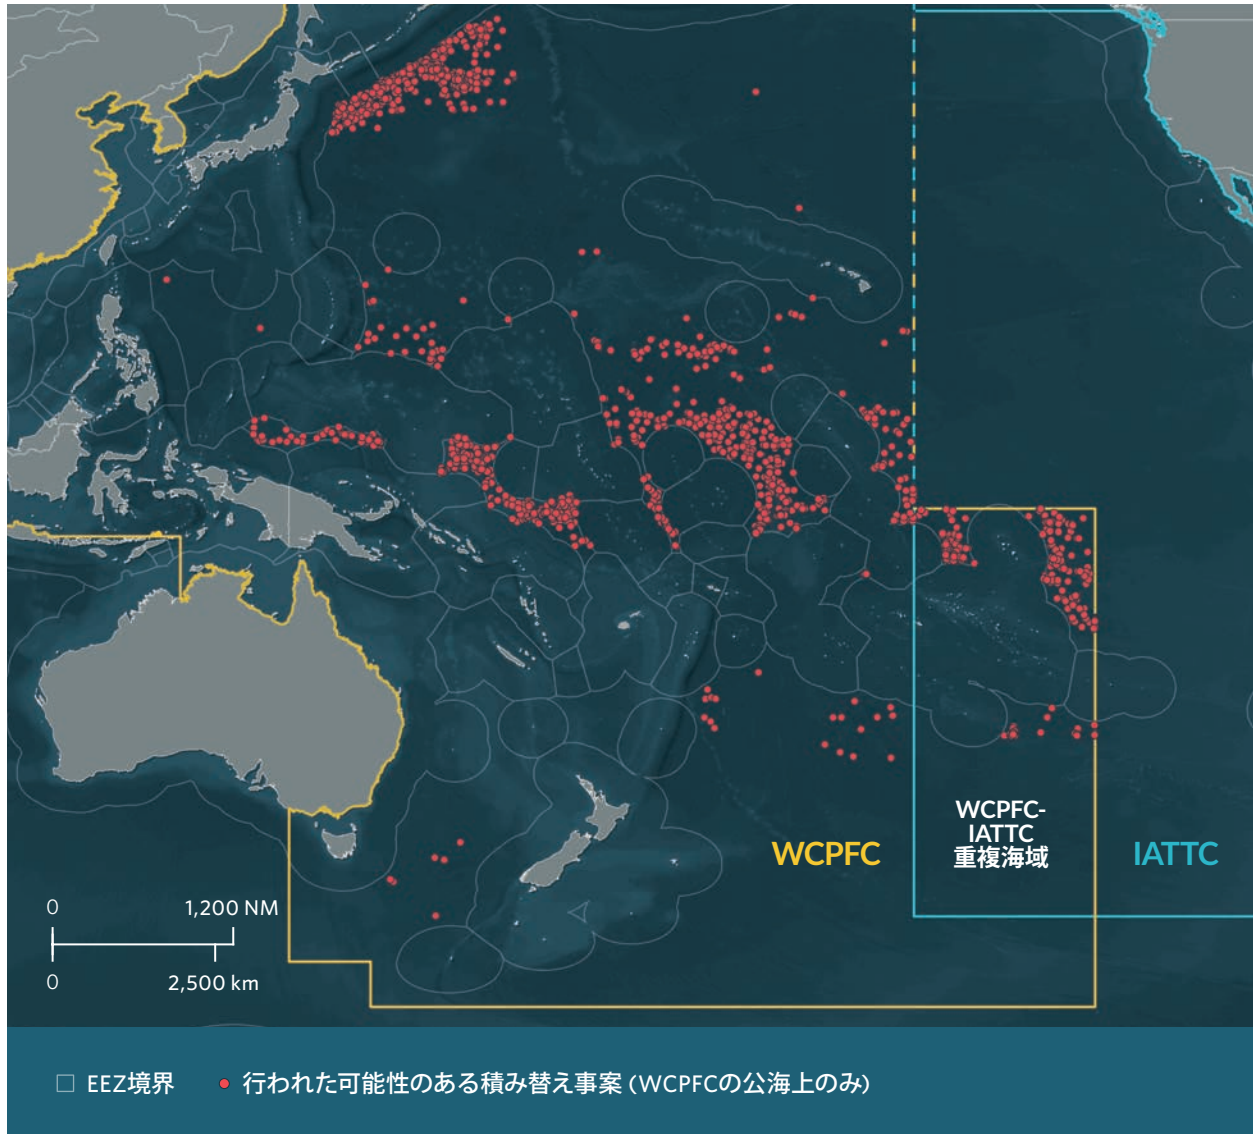 WCPFC
WCPFC-
IATTC
重複海域
IATTC
0
1,200 NM
0
2,500 km
EEZ境界
行われた可能性のある積み替え事案 (WCPFCの公海上のみ)